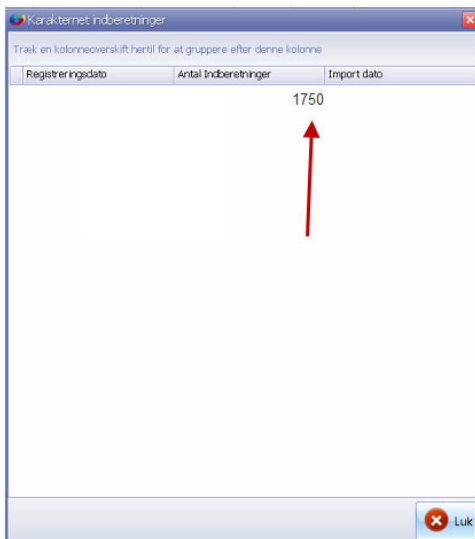 Karakternet indberetninger
Træk en kolonneoverskift hertil for at gruppere efter denne kolonne
Registreringsdato Antal Indberetninger Import dato
1750
Luk